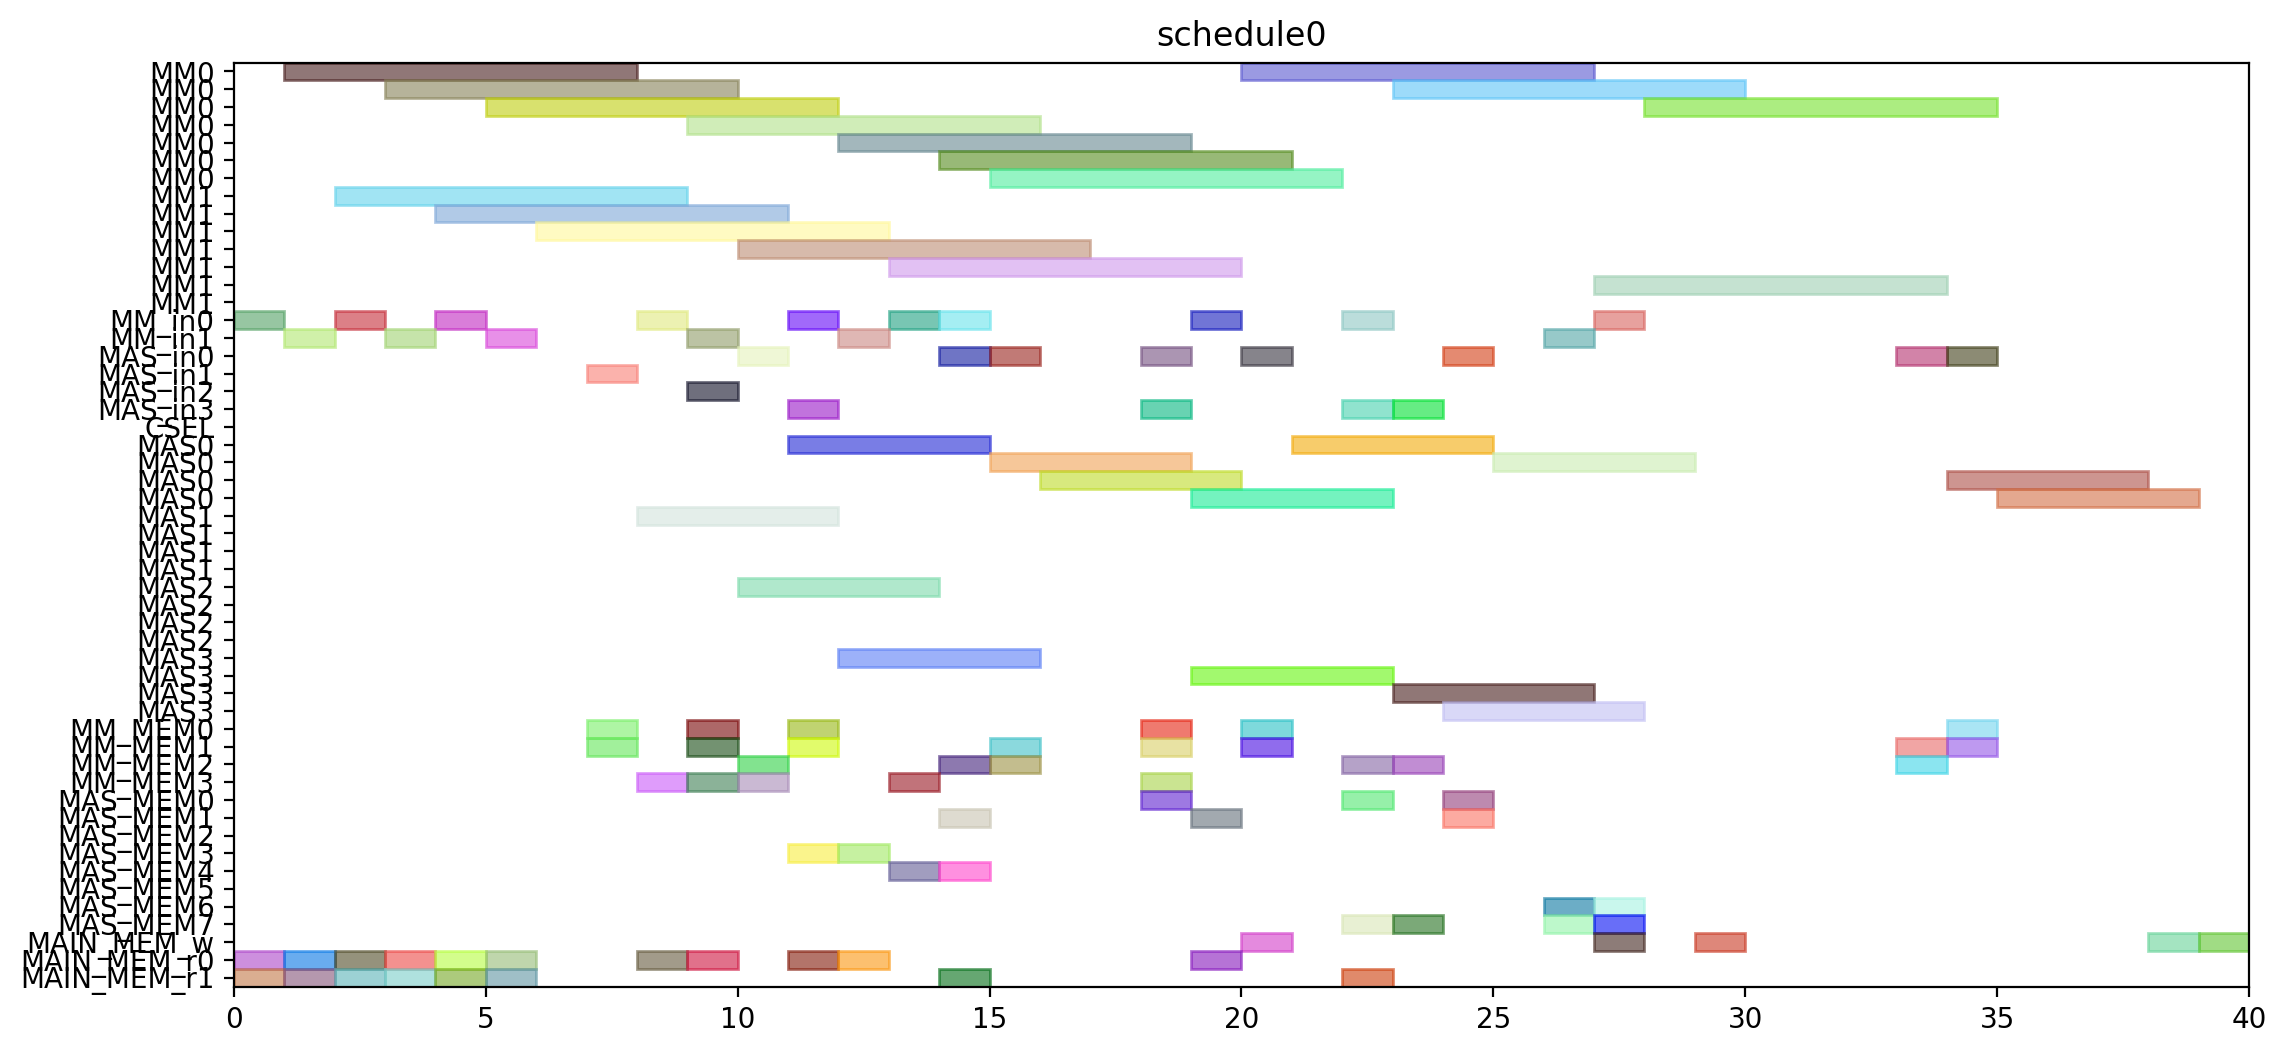 schedule0
MM0
MM0
MM0
MM0
MM0
MM0
MM0
MM1
MM1
MM1
MM1
MM1
MM1
MM1
MM_in0
MM_in1
MAS_in0
MAS_in1
MAS_in2
MAS_in3
CSEL
MAS0
MAS0
MAS0
MAS0
MAS1
MAS1
MAS1
MAS1
MAS2
MAS2
MAS2
MAS2
MAS3
MAS3
MAS3
MAS3
MM_MEM0
MM_MEM1
MM_MEM2
MM_MEM3
MAS_MEM0
MAS_MEM1
MAS_MEM2
MAS_MEM3
MAS_MEM4
MAS_MEM5
MAS_MEM6
MAS_MEM7
MAIN_MEM_w
MAIN_MEM_r0
MAIN_MEM_r1
0 5 10 15 20 25 30 35 40